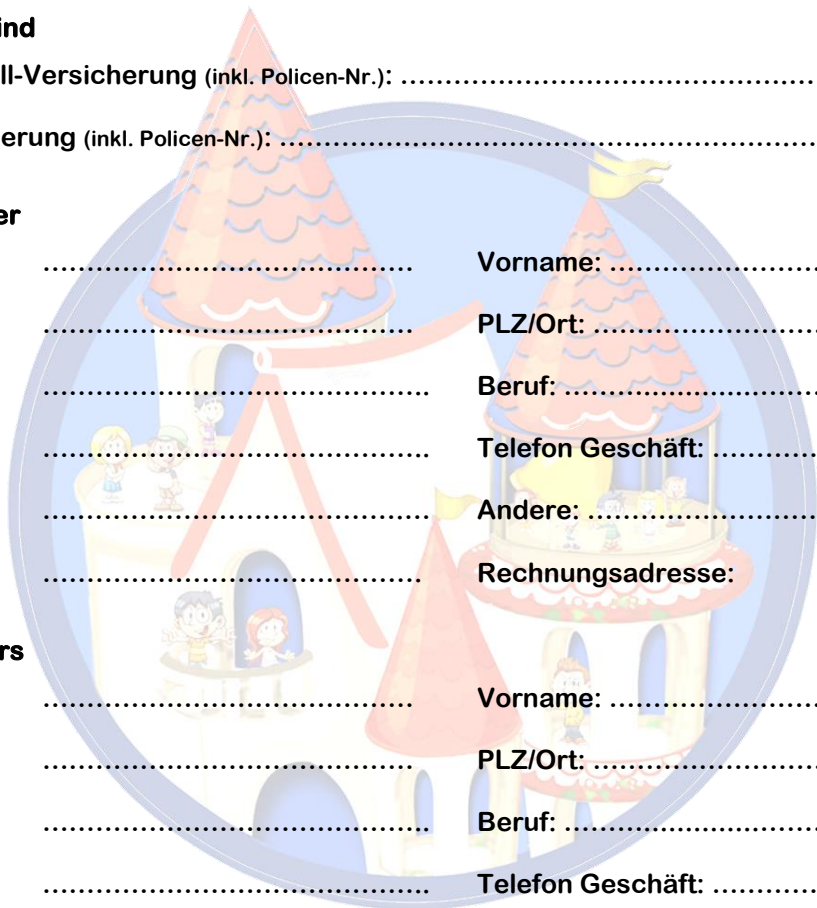 ind
ll-Versicherung (inkl. Policen-Nr.): ................................................
erung (inkl. Policen-Nr.): ..............................................................
er
........................................... Vorname: ........................
........................................... PLZ/Ort: ..........................
............................................. Beruf: .............................
............................................. Telefon Geschäft: ............
............................................. Andere: ...........................
............................................ Rechnungsadresse:
rs
........................................... Vorname: ........................
........................................... PLZ/Ort: ..........................
............................................. Beruf: .............................
............................................. Telefon Geschäft: ............